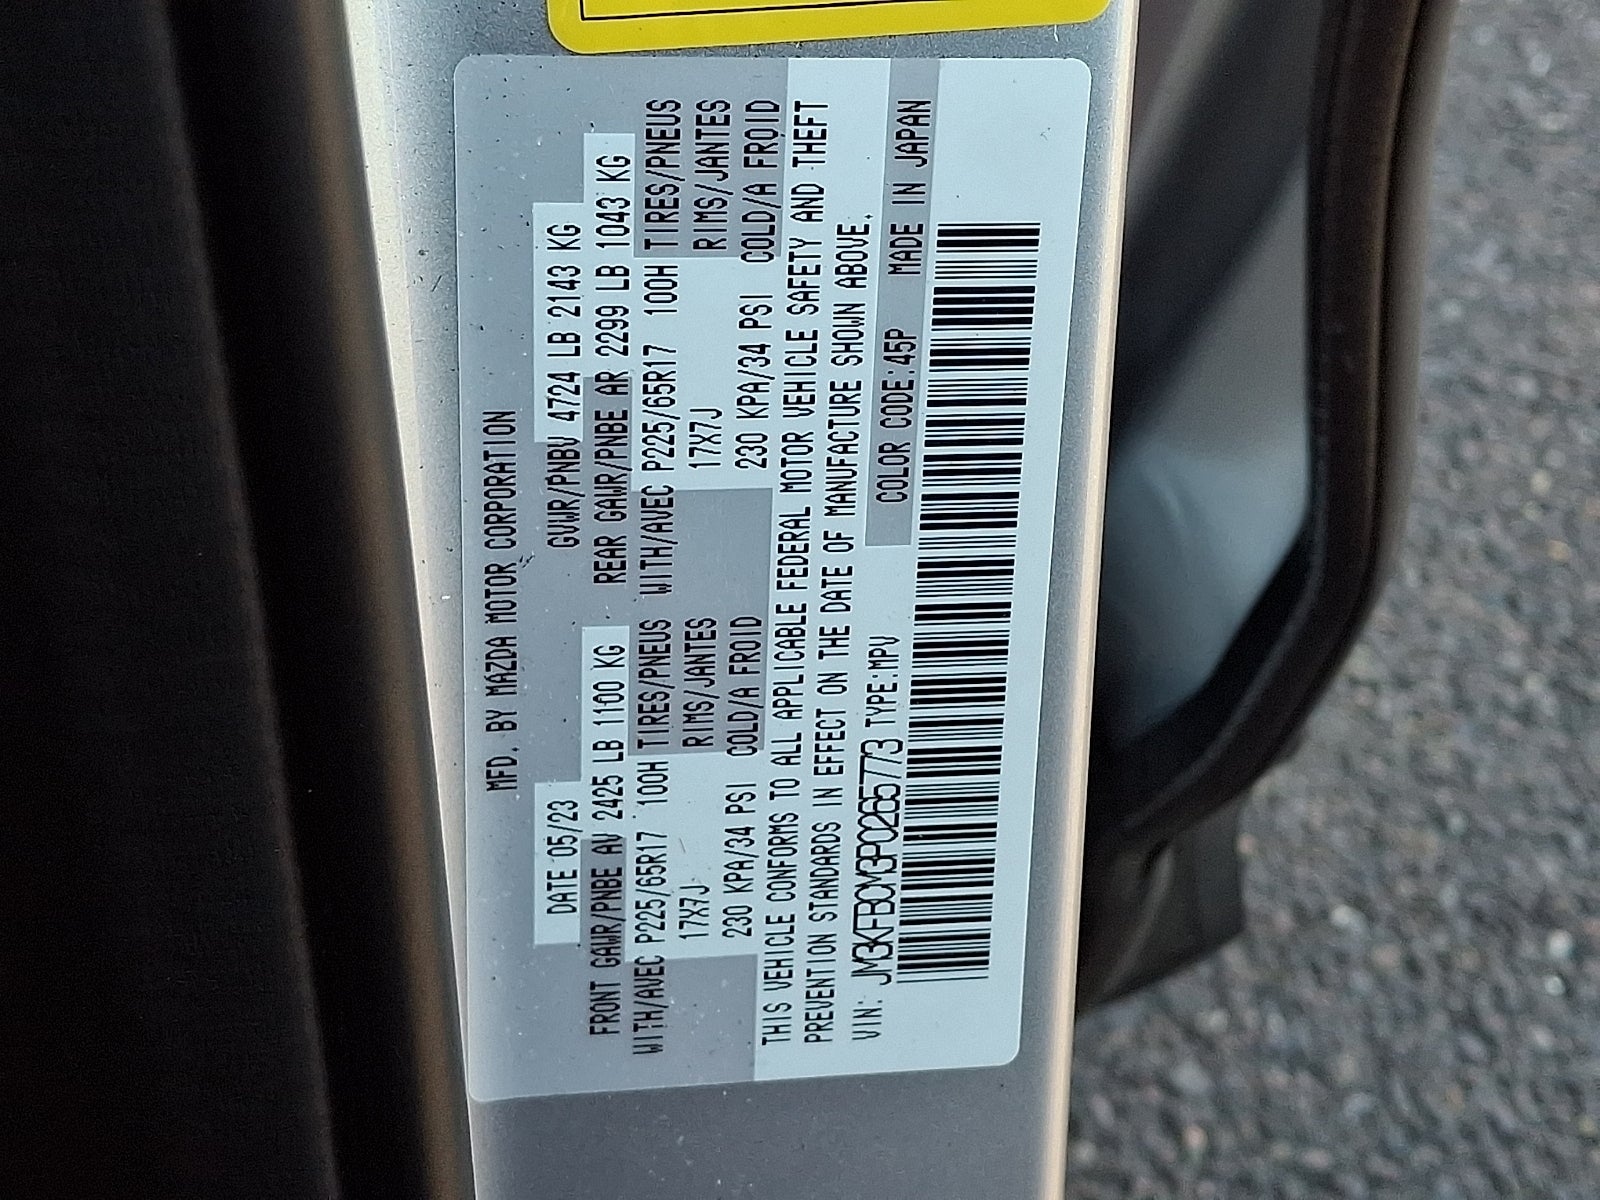 MFD. BY MAZDA MOTOR CORPORATION
DATE 05/23 GVWR/PNBV 4724 LB 2143 KG
FRONT GAWR/PNBE AV 2425 LB 1100 KG REAR GAWR/PNBE AR 2299 LB 1043 KG
WITH/AVEC P225/65R17 100H TIRES/PNEUS WITH/AVEC P225/65R17 100H TIRES/PNEUS
17X7J RIMS/JANTES 17X7J RIMS/JANTES
230 KPA/34 PSI COLD/A FROID 230 KPA/34 PSI COLD/A FROID
THIS VEHICLE CONFORMS TO ALL APPLICABLE FEDERAL MOTOR VEHICLE SAFETY AND THEFT
PREVENTION STANDARDS IN EFFECT ON THE DATE OF MANUFACTURE SHOWN ABOVE.
VIN: JM3KFBCM3P0265773 TYPE:MPV COLOR CODE:45P MADE IN JAPAN